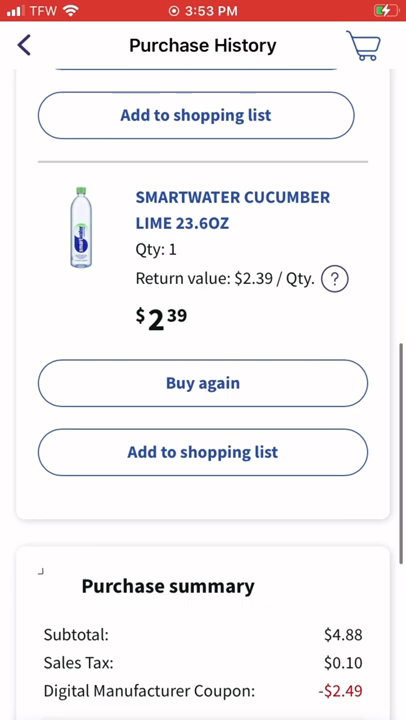 TFW 3:53 PM
Purchase History
Add to shopping list
SMARTWATER CUCUMBER
LIME 23.6OZ
Qty: 1
Return value: $2.39 / Qty. ?
$2 39
Buy again
Add to shopping list
Purchase summary
Subtotal: $4.88
Sales Tax: $0.10
Digital Manufacturer Coupon: -$2.49